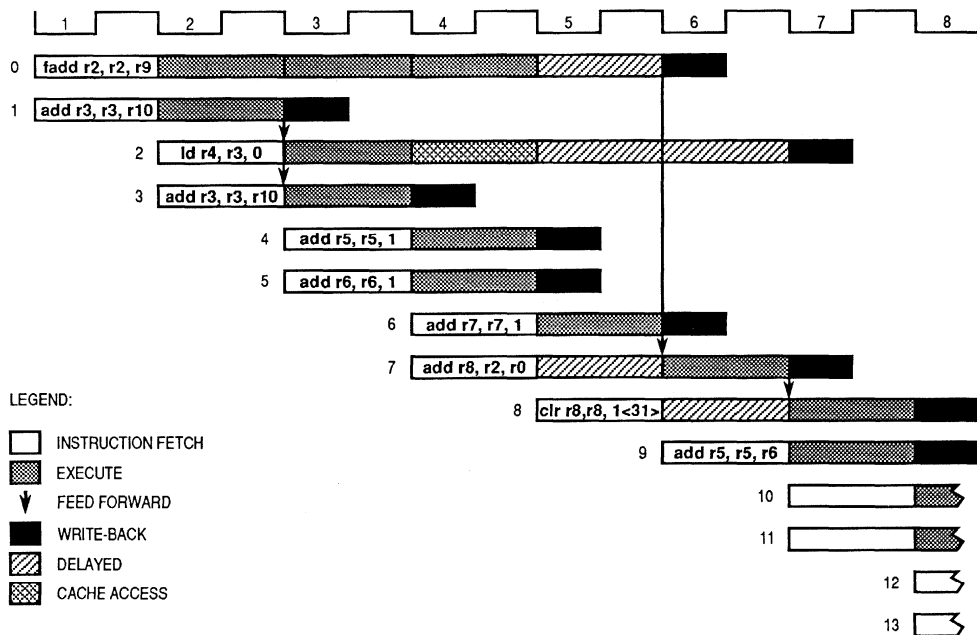 1 2 3 4 5 6 7 8
0 fadd r2, r2, r9
1 add r3, r3, r10
2 ld r4, r3, 0
3 add r3, r3, r10
4 add r5, r5, 1
5 add r6, r6, 1
6 add r7, r7, 1
7 add r8, r2, r0
8 clr r8,r8, 1<31>
9 add r5, r5, r6
10
11
12
13
LEGEND:
INSTRUCTION FETCH
EXECUTE
FEED FORWARD
WRITE-BACK
DELAYED
CACHE ACCESS